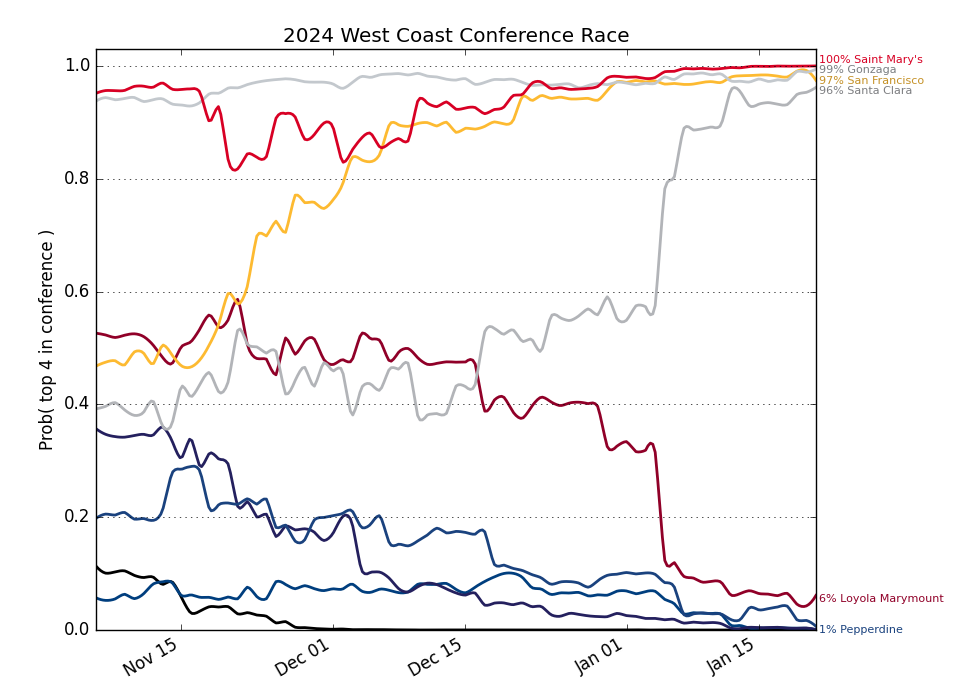 2024 West Coast Conference Race
Prob( top 4 in conference )
1.0
0.8
0.6
0.4
0.2
0.0
Nov 15
Dec 01
Dec 15
Jan 01
Jan 15
100% Saint Mary's
99% Gonzaga
97% San Francisco
96% Santa Clara
6% Loyola Marymount
1% Pepperdine